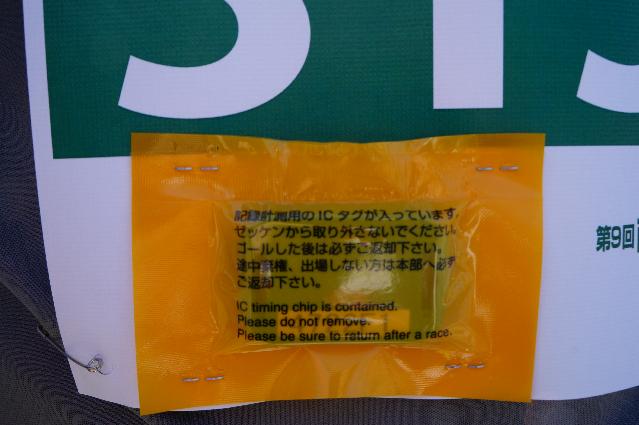 記録計測用のICタグが入っています。
ゼッケンから取り外さないでください。
ゴールした後は必ずご返却下さい。
途中棄権、出場しない方は本部へ必ず
ご返却下さい。
IC timing chip is contained.
Please do not remove.
Please be sure to return after a race.
第9回